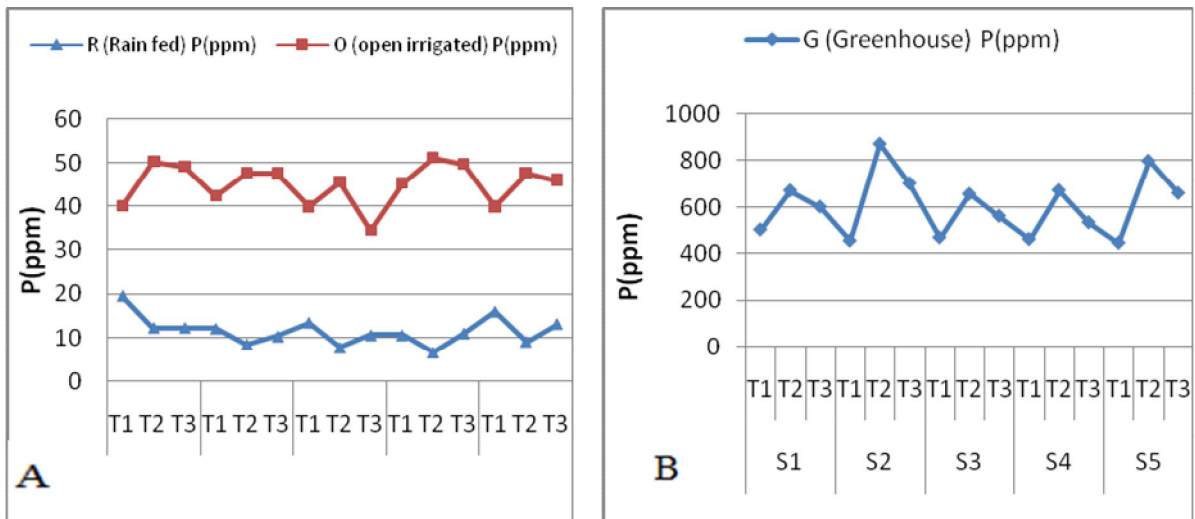 R (Rain fed) P(ppm) O (open irrigated) P(ppm)
P(ppm)
60
50
40
30
20
10
0
T1 T2 T3 T1 T2 T3 T1 T2 T3 T1 T2 T3 T1 T2 T3
A
G (Greenhouse) P(ppm)
P(ppm)
1000
800
600
400
200
0
T1 T2 T3 T1 T2 T3 T1 T2 T3 T1 T2 T3 T1 T2 T3
S1 S2 S3 S4 S5
B